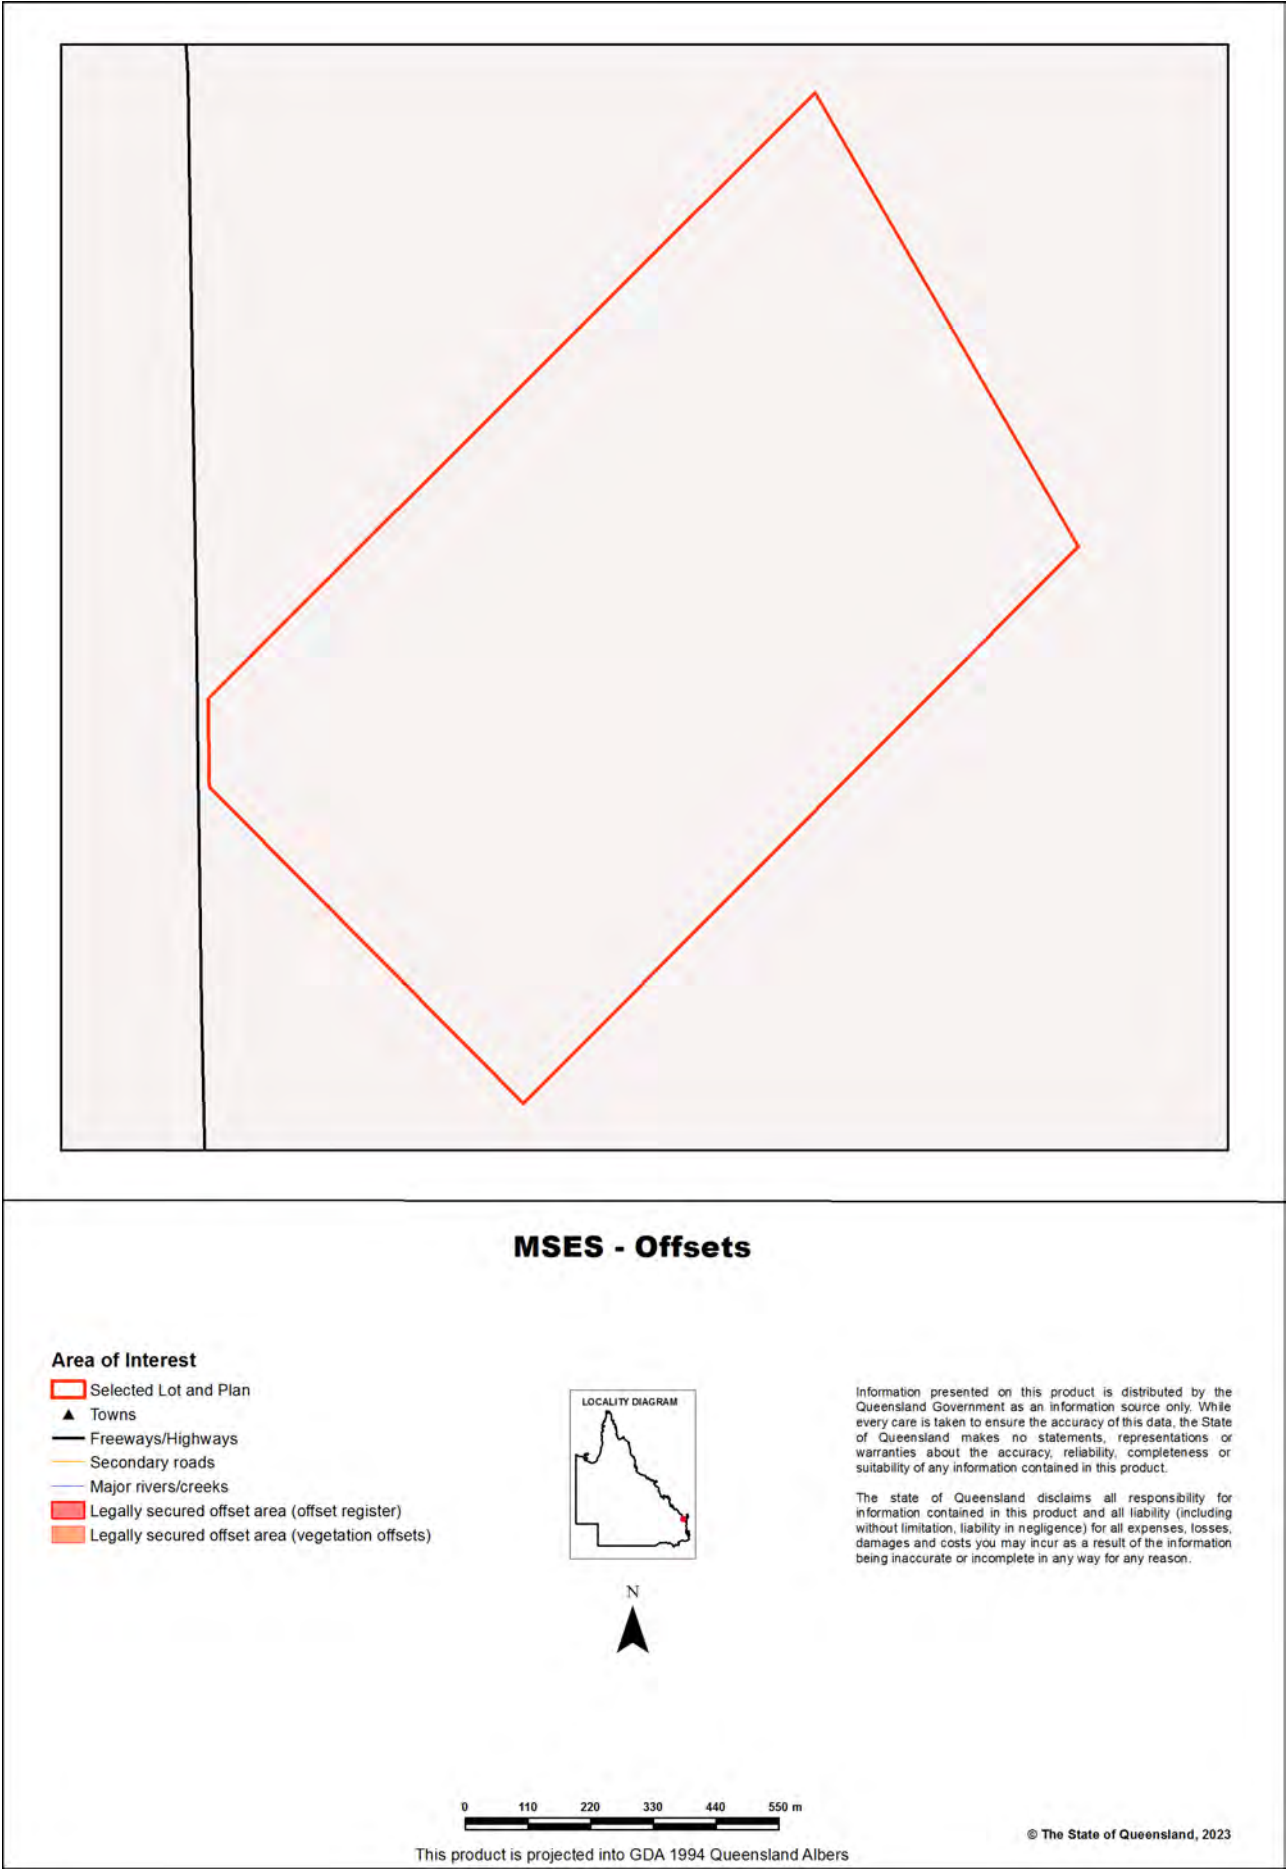 MSES - Offsets
Area of Interest
Selected Lot and Plan
Towns
Freeways/Highways
Secondary roads
Major rivers/creeks
Legally secured offset area (offset register)
Legally secured offset area (vegetation offsets)
LOCALITY DIAGRAM
N
Information presented on this product is distributed by the
Queensland Government as an information source only. While
every care is taken to ensure the accuracy of this data, the State
of Queensland makes no statements, representations or
warranties about the accuracy, reliability, completeness or
suitability of any information contained in this product.
The state of Queensland disclaims all responsibility for
information contained in this product and all liability (including
without limitation, liability in negligence) for all expenses, losses,
damages and costs you may incur as a result of the information
being inaccurate or incomplete in any way for any reason.
0 110 220 330 440 550 m
This product is projected into GDA 1994 Queensland Albers
© The State of Queensland, 2023